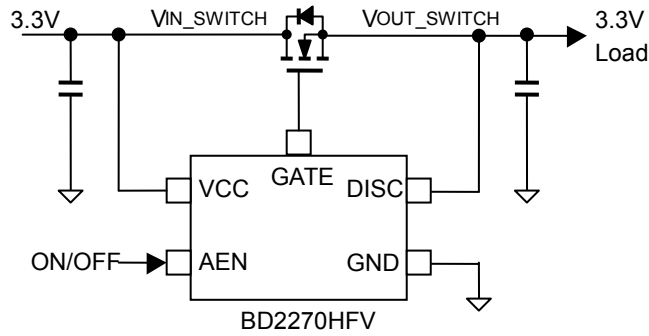 3.3V
VIN_SWITCH
VOUT_SWITCH
3.3V
Load
GATE
VCC
DISC
ON/OFF
AEN
GND
BD2270HFV